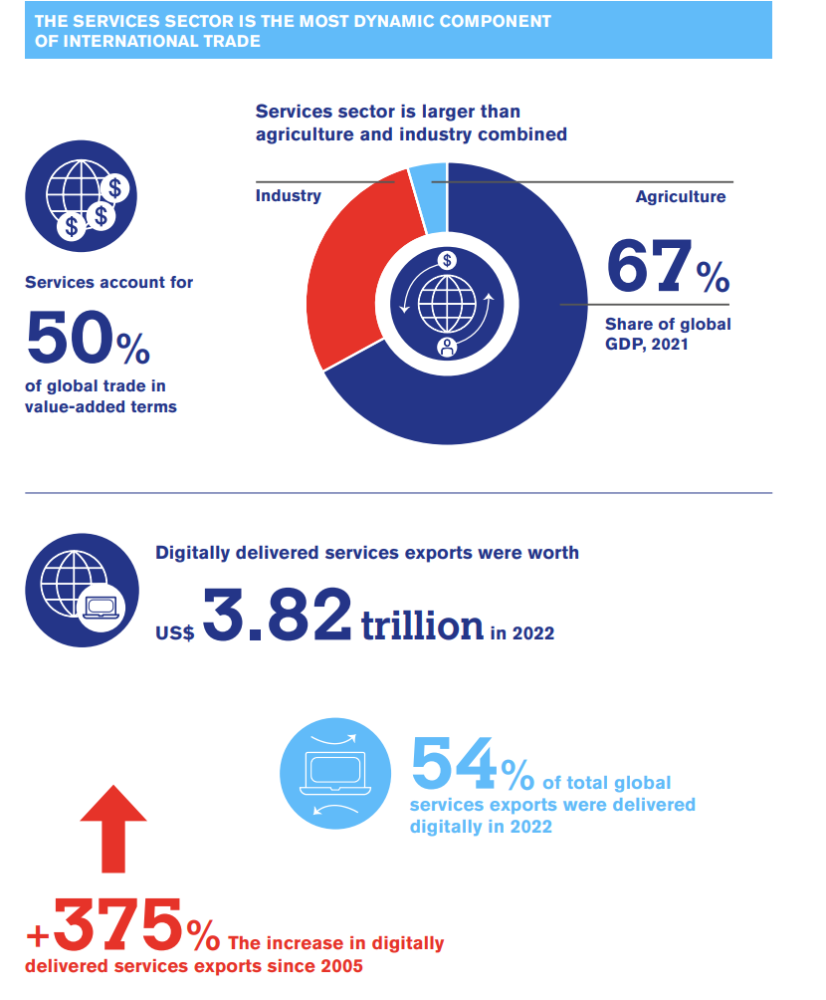 THE SERVICES SECTOR IS THE MOST DYNAMIC COMPONENT
OF INTERNATIONAL TRADE
Services sector is larger than
agriculture and industry combined
Industry
Agriculture
$
$
$
$
67%
Share of global
GDP, 2021
Services account for
50%
of global trade in
value-added terms
Digitally delivered services exports were worth
US$ 3.82 trillion in 2022
54% of total global
services exports were delivered
digitally in 2022
+375% The increase in digitally
delivered services exports since 2005